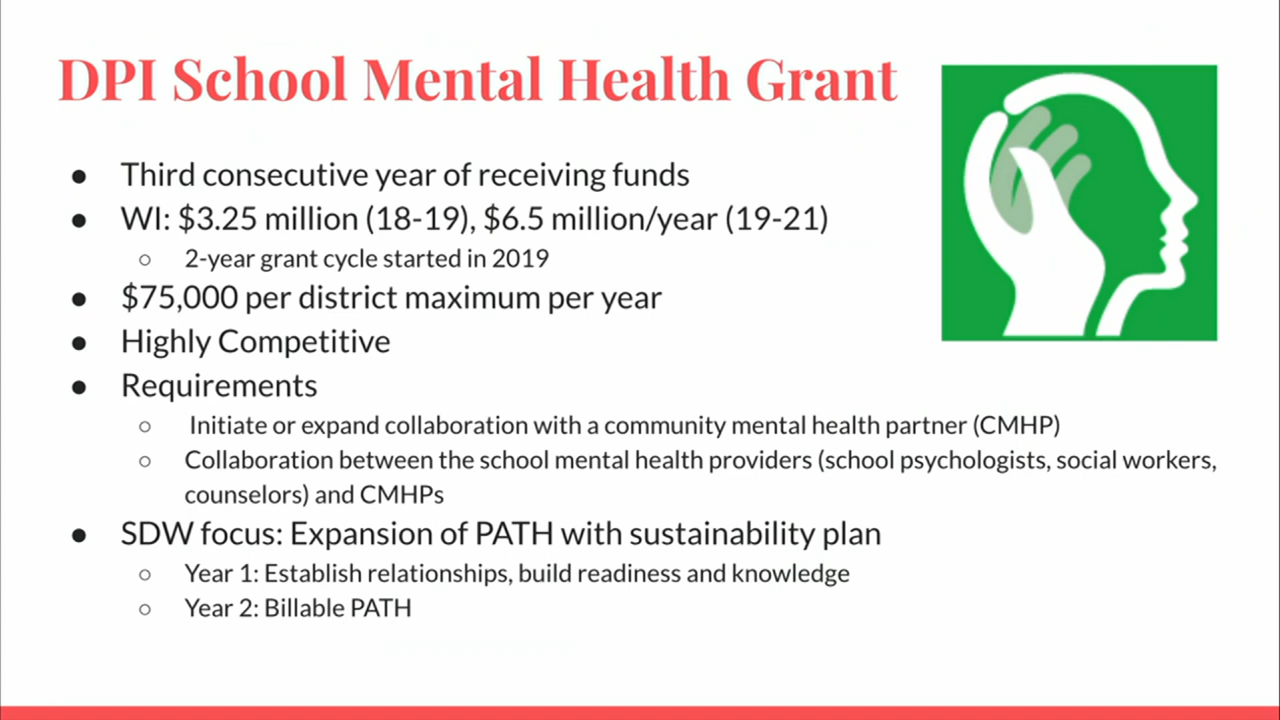 DPI School Mental Health Grant
● Third consecutive year of receiving funds
● WI: $3.25 million (18-19), $6.5 million/year (19-21)
○ 2-year grant cycle started in 2019
● $75,000 per district maximum per year
● Highly Competitive
● Requirements
○ Initiate or expand collaboration with a community mental health partner (CMHP)
○ Collaboration between the school mental health providers (school psychologists, social workers,
counselors) and CMHPs
● SDW focus: Expansion of PATH with sustainability plan
○ Year 1: Establish relationships, build readiness and knowledge
○ Year 2: Billable PATH